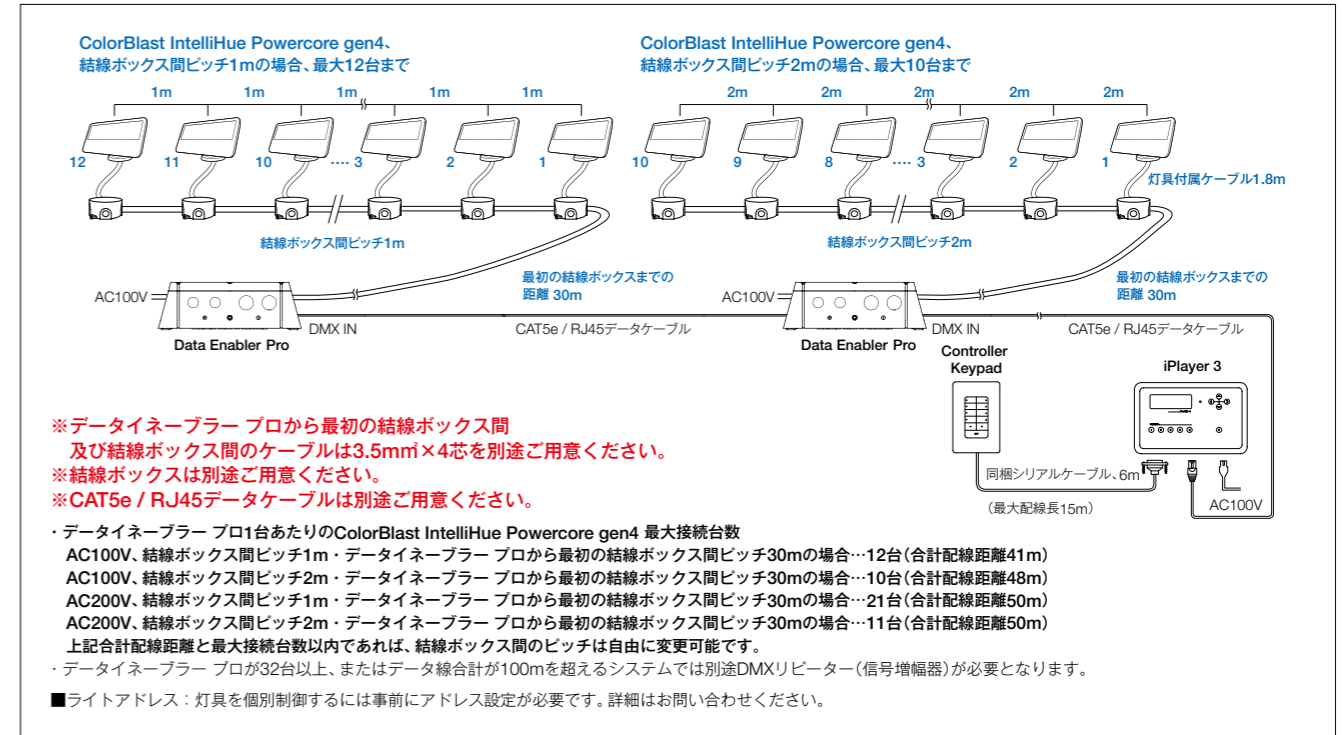 ColorBlast IntelliHue Powercore gen4、
結線ボックス間ピッチ1mの場合、最大12台まで
1m 1m 1m 1m 1m
12 11 10 ···· 3 2 1
結線ボックス間ピッチ1m
ColorBlast IntelliHue Powercore gen4、
結線ボックス間ピッチ2mの場合、最大10台まで
2m 2m 2m 2m 2m
10 9 8 ···· 3 2 1
灯具付属ケーブル1.8m
結線ボックス間ピッチ2m
最初の結線ボックスまでの
距離 30m
AC100V
DMX IN
Data Enabler Pro
CAT5e / RJ45データケーブル
最初の結線ボックスまでの
距離 30m
AC100V
DMX IN
Data Enabler Pro
CAT5e / RJ45データケーブル
Controller
Keypad
iPlayer 3
同梱シリアルケーブル、6m
(最大配線長15m)
AC100V
※データイネーブラー プロから最初の結線ボックス間
及び結線ボックス間のケーブルは3.5㎟×4芯を別途ご用意ください。
※結線ボックスは別途ご用意ください。
※CAT5e / RJ45データケーブルは別途ご用意ください。
・データイネーブラー プロ1台あたりのColorBlast IntelliHue Powercore gen4 最大接続台数
AC100V、結線ボックス間ピッチ1m・データイネーブラー プロから最初の結線ボックス間ピッチ30mの場合…12台(合計配線距離41m)
AC100V、結線ボックス間ピッチ2m・データイネーブラー プロから最初の結線ボックス間ピッチ30mの場合…10台(合計配線距離48m)
AC200V、結線ボックス間ピッチ1m・データイネーブラー プロから最初の結線ボックス間ピッチ30mの場合…21台(合計配線距離50m)
AC200V、結線ボックス間ピッチ2m・データイネーブラー プロから最初の結線ボックス間ピッチ30mの場合…11台(合計配線距離50m)
上記合計配線距離と最大接続台数以内であれば、結線ボックス間のピッチは自由に変更可能です。
・データイネーブラー プロが32台以上、またはデータ線合計が100mを超えるシステムでは別途DMXリピーター(信号増幅器)が必要となります。
■ライトアドレス：灯具を個別制御するには事前にアドレス設定が必要です。詳細はお問い合わせください。